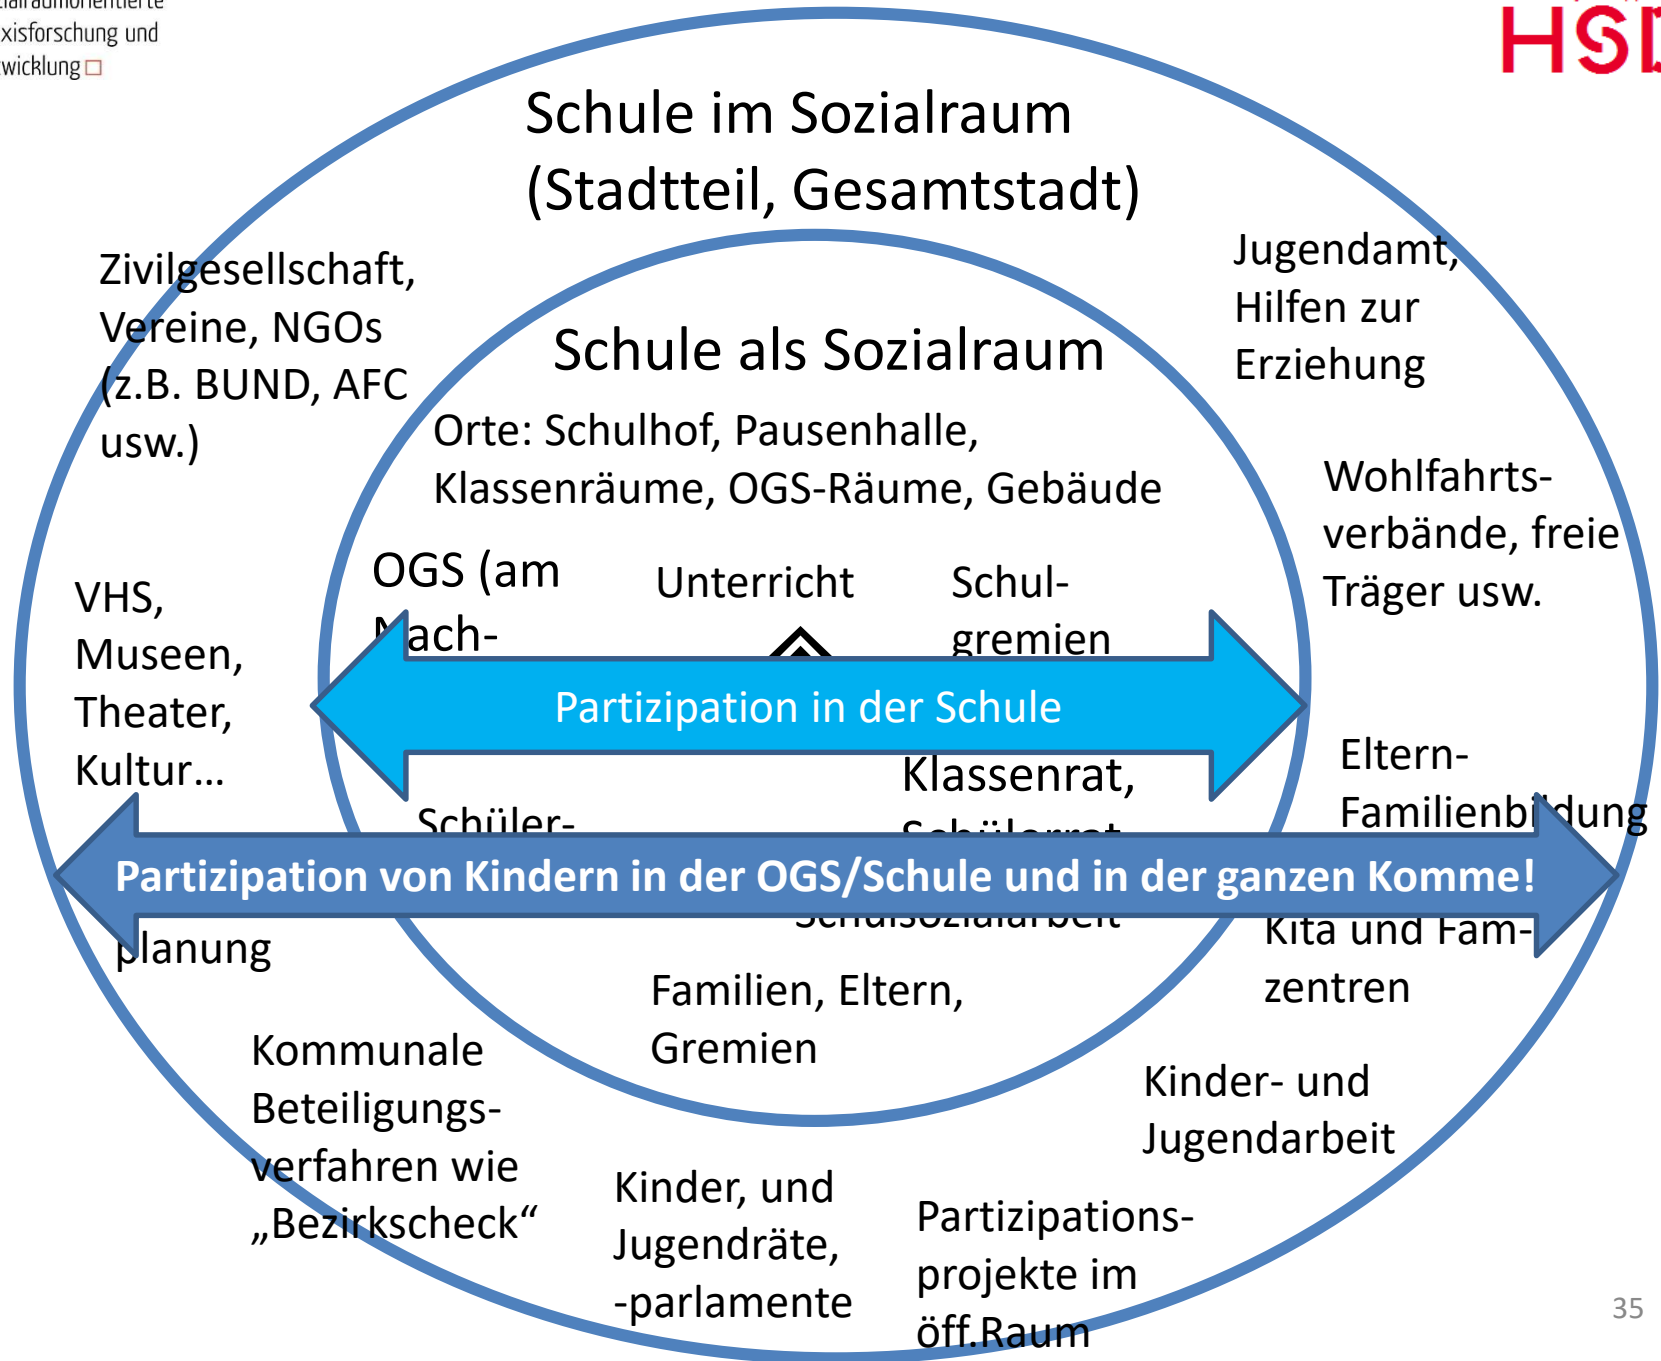 xisforschung und
wicklung
HSD
Schule im Sozialraum
(Stadtteil, Gesamtstadt)
Zivilgesellschaft,
Vereine, NGOs
(z.B. BUND, AFC
usw.)
Jugendamt,
Hilfen zur
Erziehung
Schule als Sozialraum
Orte: Schulhof, Pausenhalle,
Klassenräume, OGS-Räume, Gebäude
Wohlfahrts-
verbände, freie
Träger usw.
OGS (am
Nach-
Unterricht
Schul-
gremien
VHS,
Museen,
Theater,
Kultur...
Partizipation in der Schule
Klassenrat,
Schülerrat
Eltern-
Familienbildung
Schüler-
Partizipation von Kindern in der OGS/Schule und in der ganzen Komme!
Schulsozialarbeit
planung
Kita und Fam-
zentren
Familien, Eltern,
Gremien
Kommunale
Beteiligungs-
verfahren wie
„Bezirkscheck“
Kinder- und
Jugendarbeit
Kinder, und
Jugendräte,
-parlamente
Partizipations-
projekte im
öff.Raum
35